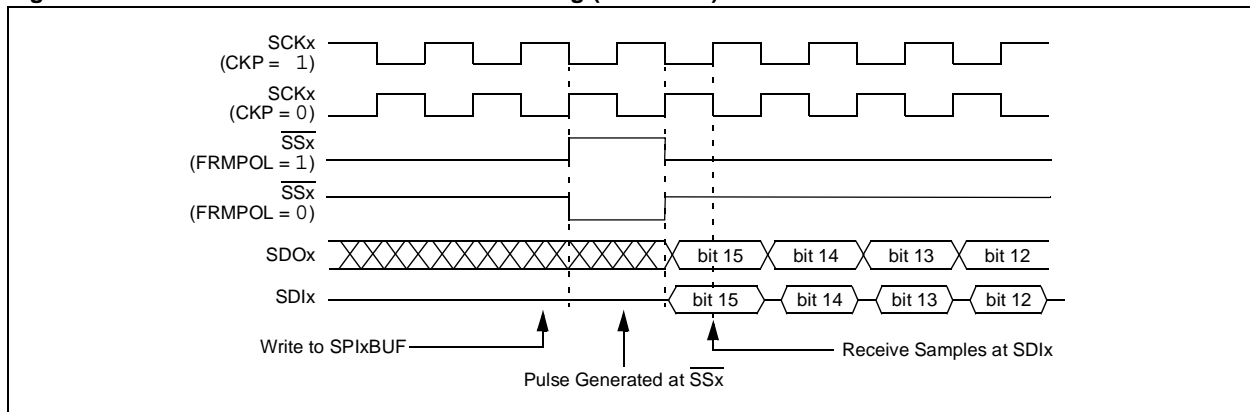 SCKx
(CKP = 1)
SCKx
(CKP = 0)
SSx
(FRMPOL = 1)
SSx
(FRMPOL = 0)
SDOx bit 15 bit 14 bit 13 bit 12
SDIx bit 15 bit 14 bit 13 bit 12
Write to SPIxBUF
Receive Samples at SDIx
Pulse Generated at SSx